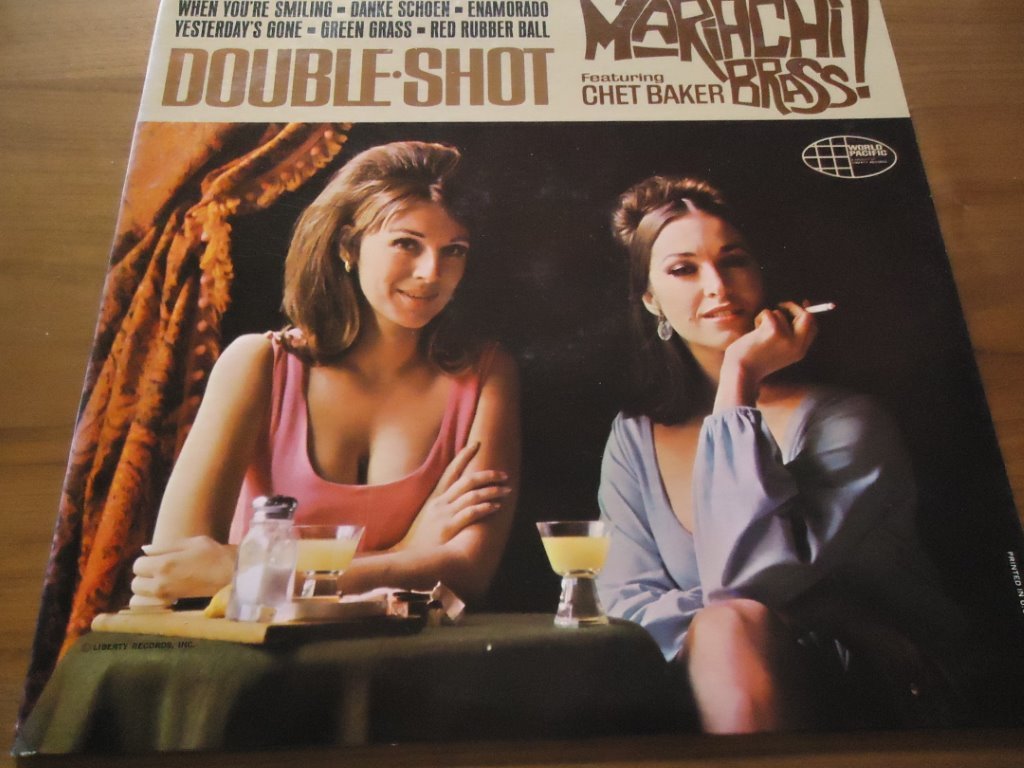 WHEN YOU'RE SMILING - DANKE SCHOEN - ENAMORADO
YESTERDAY'S GONE - GREEN GRASS - RED RUBBER BALL
DOUBLE·SHOT
MARIACHI
BRASS!
Featuring
CHET BAKER
WORLD
PACIFIC
© LIBERTY RECORDS, INC.
PRINTED IN U